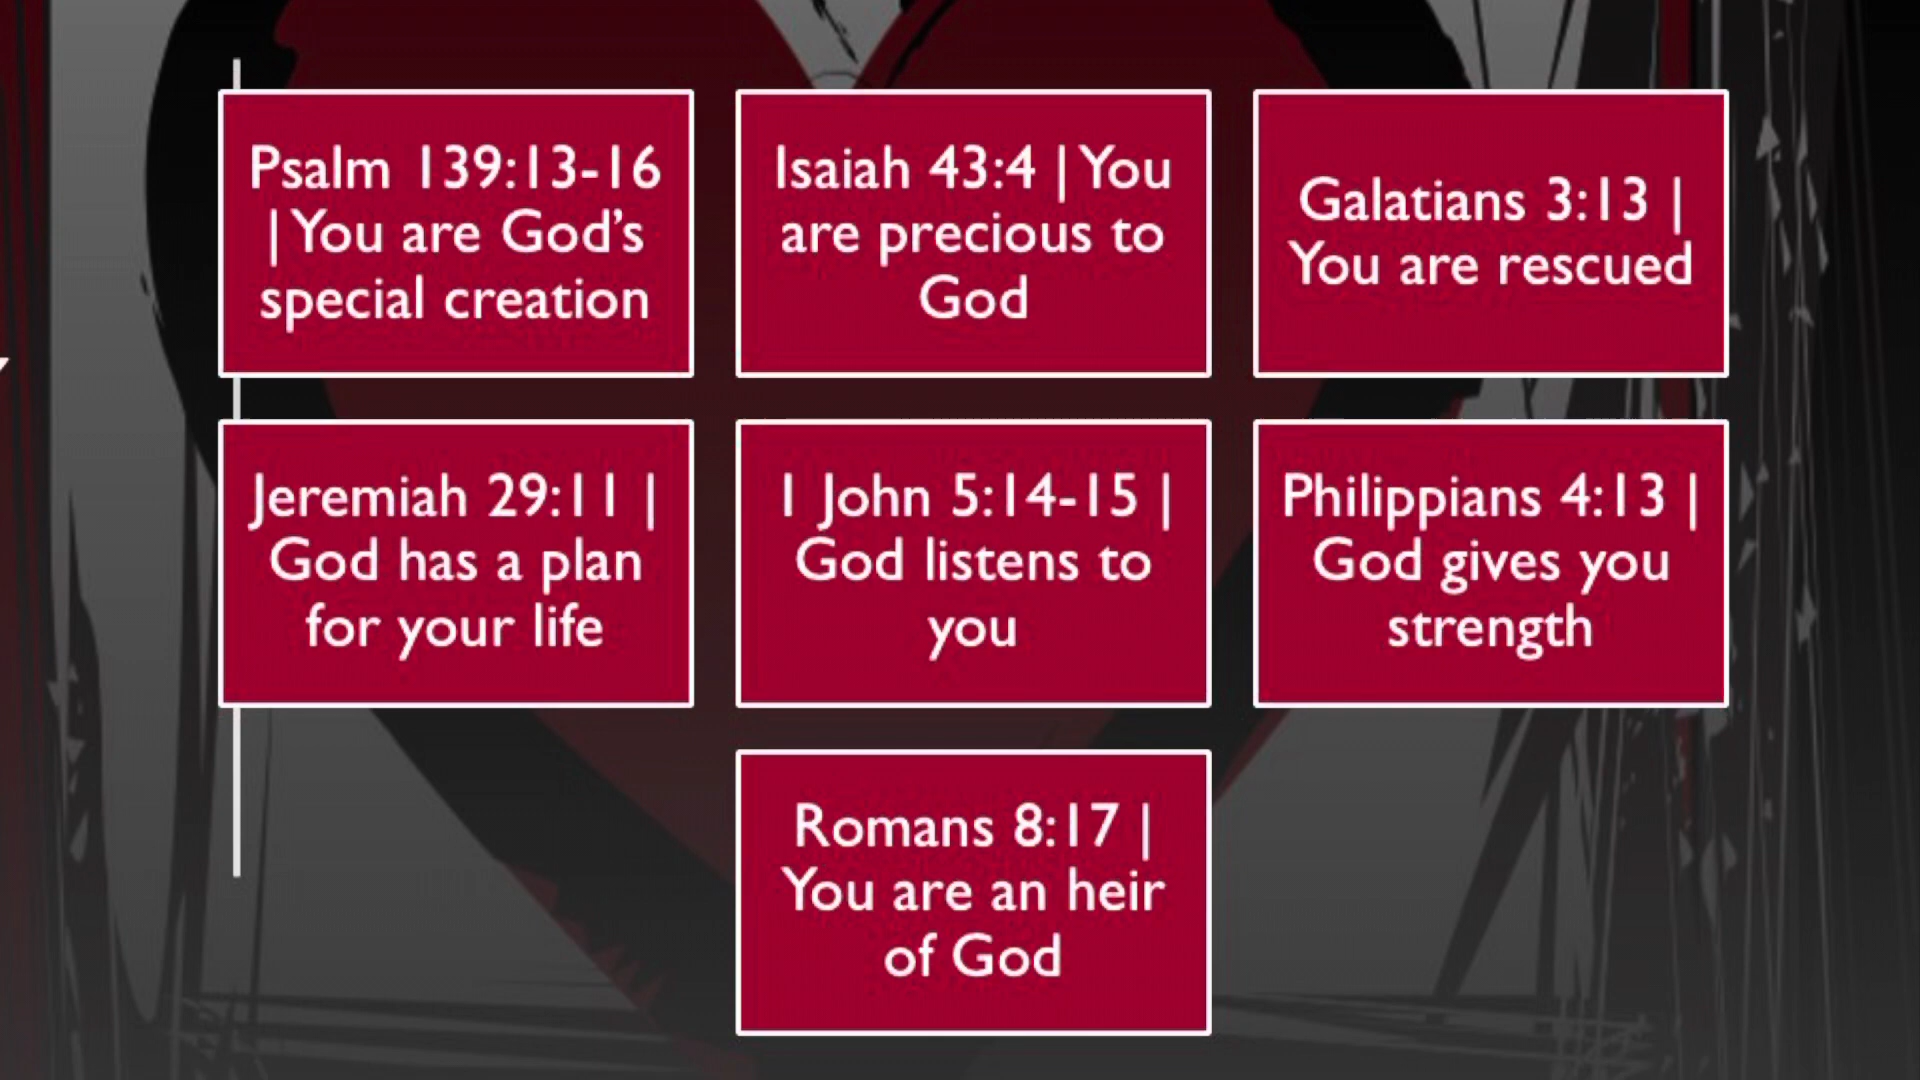 Psalm 139:13-16
| You are God's
special creation
Isaiah 43:4 | You
are precious to
God
Galatians 3:13 |
You are rescued
Jeremiah 29:11 |
God has a plan
for your life
1 John 5:14-15 |
God listens to
you
Philippians 4:13 |
God gives you
strength
Romans 8:17 |
You are an heir
of God